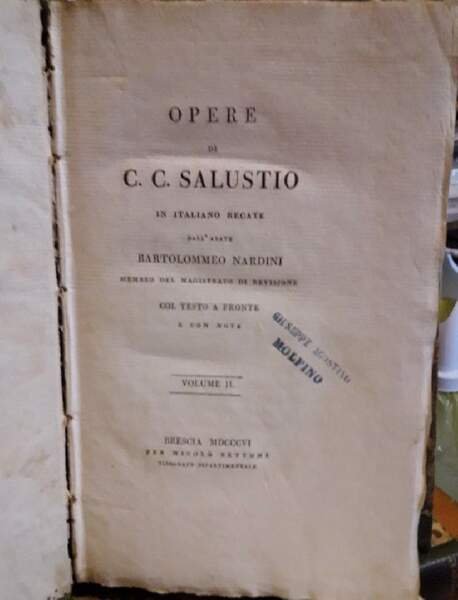 OPERE
DI
C. C. SALUSTIO
IN ITALIANO RECATE
DALL'ABATE
BARTOLOMMEO NARDINI
MEMBRO DEL MAGISTRATO DI REVISIONE
COL TESTO A FRONTE
E CON NOTE
GIUSEPPE AGOSTINO
MOLFINO
VOLUME II.
BRESCIA MDCCCVI
PER NICOLÒ BETTONI
TIPOGRAFO DIPARTIMENTALE